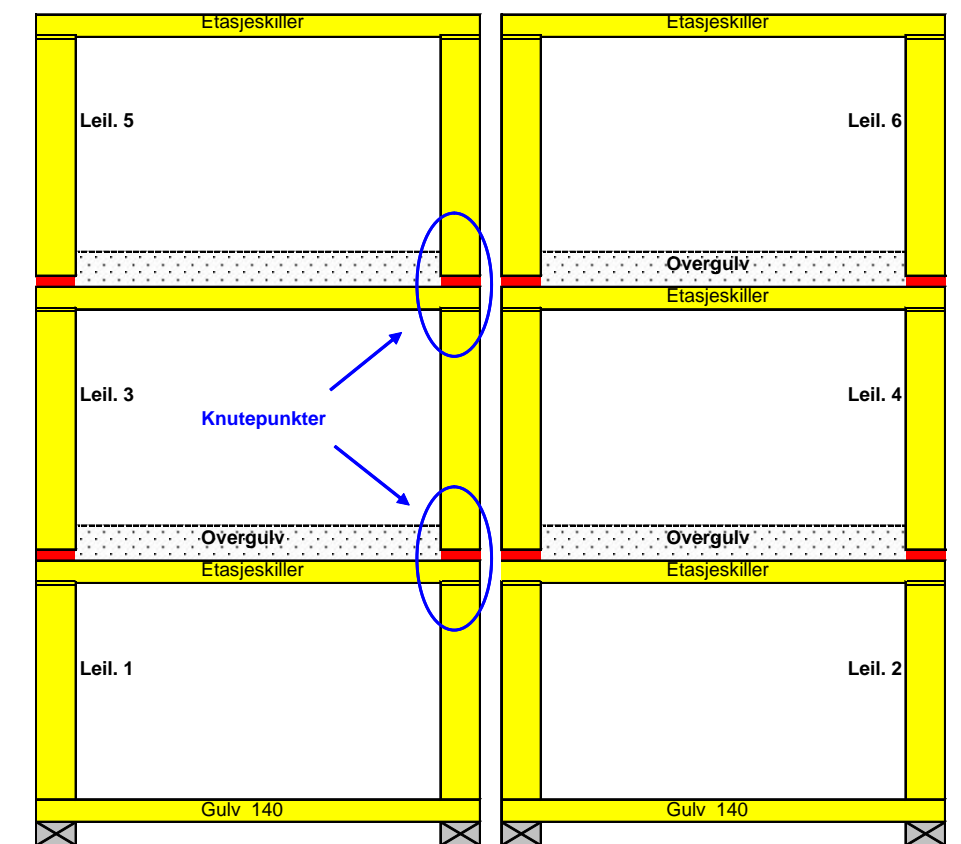 Etasjeskiller
Etasjeskiller
Leil. 5
Leil. 6
Overgulv
Etasjeskiller
Leil. 3
Leil. 4
Knutepunkter
Overgulv
Overgulv
Etasjeskiller
Etasjeskiller
Leil. 1
Leil. 2
Gulv 140
Gulv 140